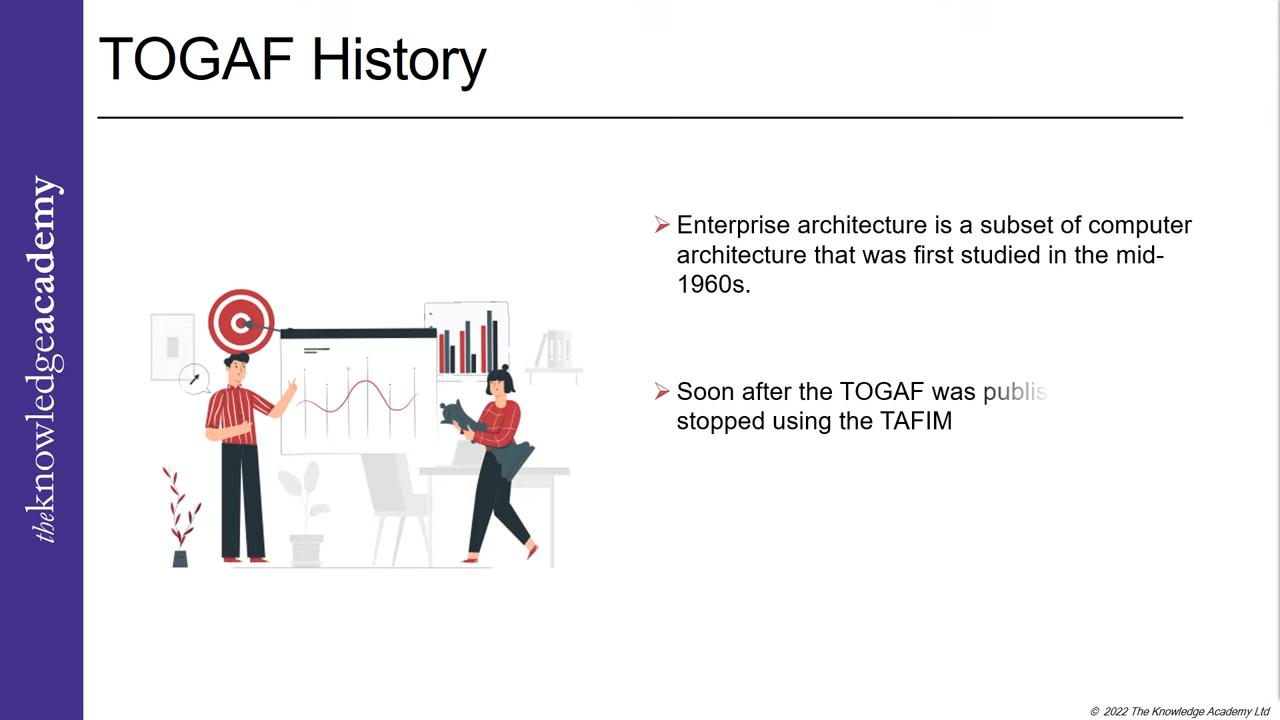 TOGAF History
theknowledgeacademy
Enterprise architecture is a subset of computer
architecture that was first studied in the mid-
1960s.
Soon after the TOGAF was publis
stopped using the TAFIM
© 2022 The Knowledge Academy Ltd